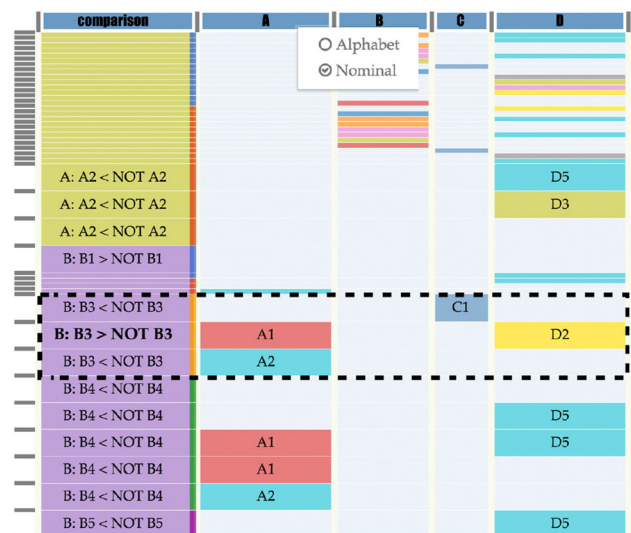 comparison A B C D
Alphabet
Nominal
A: A2 < NOT A2 D5
A: A2 < NOT A2 D3
A: A2 < NOT A2
B: B1 > NOT B1
B: B3 < NOT B3 C1
B: B3 > NOT B3 A1 D2
B: B3 < NOT B3 A2
B: B4 < NOT B4
B: B4 < NOT B4 D5
B: B4 < NOT B4 A1 D5
B: B4 < NOT B4 A1
B: B4 < NOT B4 A2
B: B5 < NOT B5 D5